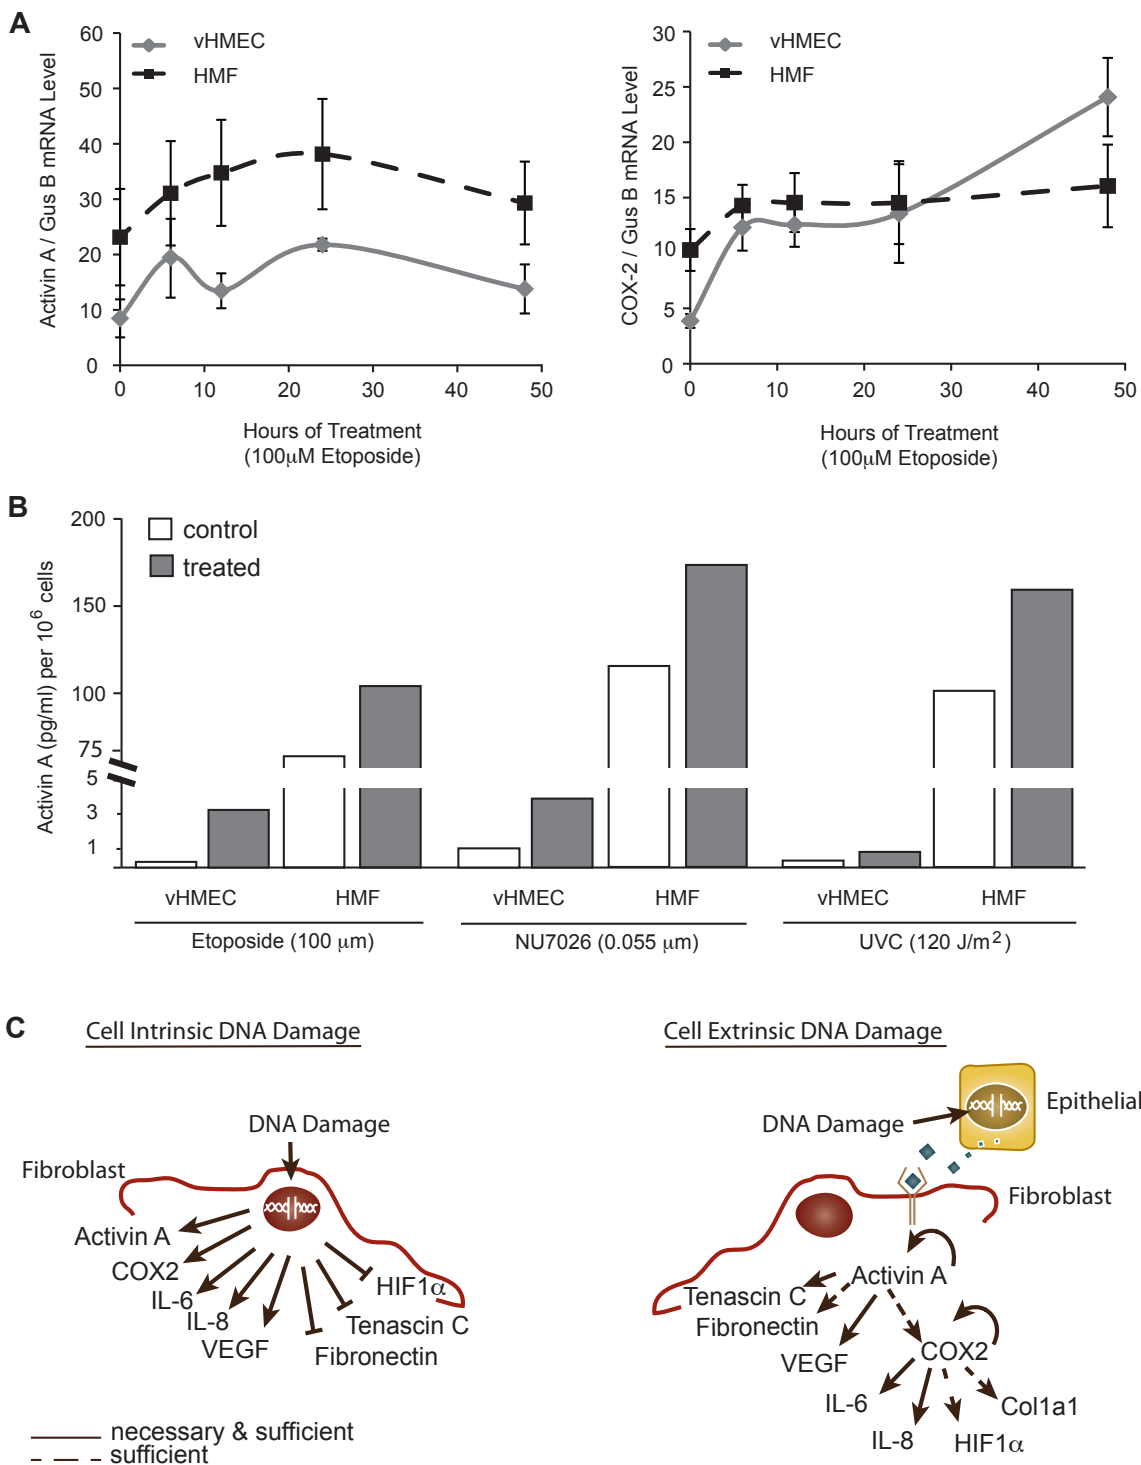 A
Activin A / Gus B mRNA Level
60
50
40
30
20
10
0
vHMEC
HMF
0 10 20 30 40 50
Hours of Treatment
(100μM Etoposide)
COX-2 / Gus B mRNA Level
30
25
20
15
10
5
0
vHMEC
HMF
0 10 20 30 40 50
Hours of Treatment
(100μM Etoposide)
B
Activin A (pg/ml) per 10⁶ cells
200
150
100
75
5
3
1
control
treated
vHMEC HMF vHMEC HMF vHMEC HMF
Etoposide (100 μm) NU7026 (0.055 μm) UVC (120 J/m²)
C
Cell Intrinsic DNA Damage
DNA Damage
Fibroblast
Activin A
COX2
IL-6
IL-8
VEGF
HIF1α
Tenascin C
Fibronectin
necessary & sufficient
sufficient
Cell Extrinsic DNA Damage
Epithelial
DNA Damage
Fibroblast
Activin A
Tenascin C
Fibronectin
VEGF
COX2
IL-6
Col1a1
IL-8
HIF1α